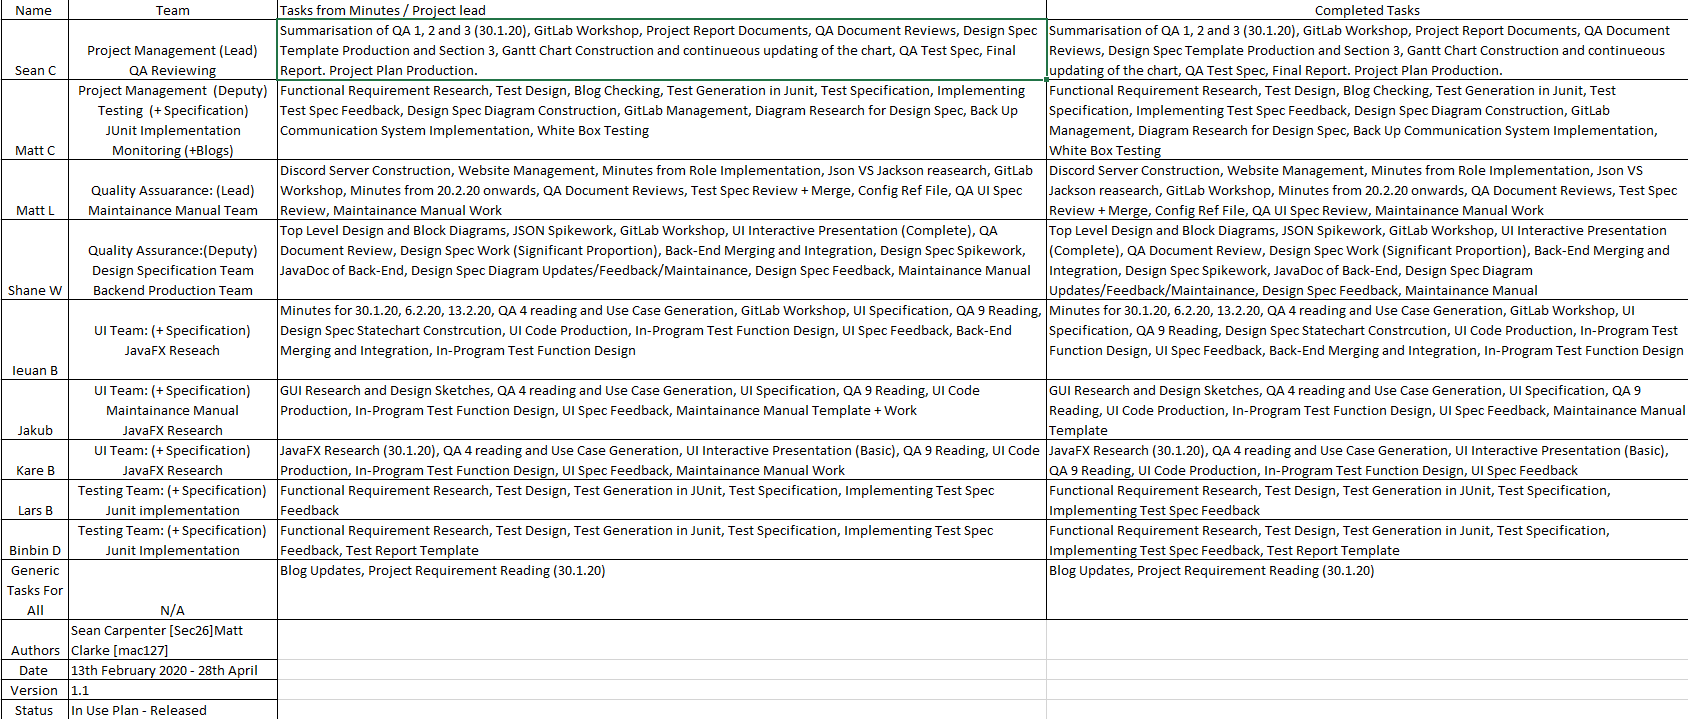 Name Team Tasks from Minutes / Project lead Completed Tasks
Sean C
Project Management (Lead)
QA Reviewing
Summarisation of QA 1, 2 and 3 (30.1.20), GitLab Workshop, Project Report Documents, QA Document Reviews, Design Spec
Template Production and Section 3, Gantt Chart Construction and continueous updating of the chart, QA Test Spec, Final
Report. Project Plan Production.
Summarisation of QA 1, 2 and 3 (30.1.20), GitLab Workshop, Project Report Documents, QA Document
Reviews, Design Spec Template Production and Section 3, Gantt Chart Construction and continueous
updating of the chart, QA Test Spec, Final Report. Project Plan Production.
Matt C
Project Management (Deputy)
Testing (+ Specification)
JUnit Implementation
Monitoring (+Blogs)
Functional Requirement Research, Test Design, Blog Checking, Test Generation in Junit, Test Specification, Implementing
Test Spec Feedback, Design Spec Diagram Construction, GitLab Management, Diagram Research for Design Spec, Back Up
Communication System Implementation, White Box Testing
Functional Requirement Research, Test Design, Blog Checking, Test Generation in Junit, Test
Specification, Implementing Test Spec Feedback, Design Spec Diagram Construction, GitLab
Management, Diagram Research for Design Spec, Back Up Communication System Implementation,
White Box Testing
Matt L
Quality Assuarance: (Lead)
Maintainance Manual Team
Discord Server Construction, Website Management, Minutes from Role Implementation, Json VS Jackson reasearch, GitLab
Workshop, Minutes from 20.2.20 onwards, QA Document Reviews, Test Spec Review + Merge, Config Ref File, QA UI Spec
Review, Maintainance Manual Work
Discord Server Construction, Website Management, Minutes from Role Implementation, Json VS
Jackson reasearch, GitLab Workshop, Minutes from 20.2.20 onwards, QA Document Reviews, Test Spec
Review + Merge, Config Ref File, QA UI Spec Review, Maintainance Manual Work
Shane W
Quality Assurance:(Deputy)
Design Specification Team
Backend Production Team
Top Level Design and Block Diagrams, JSON Spikework, GitLab Workshop, UI Interactive Presentation (Complete), QA
Document Review, Design Spec Work (Significant Proportion), Back-End Merging and Integration, Design Spec Spikework,
JavaDoc of Back-End, Design Spec Diagram Updates/Feedback/Maintainance, Design Spec Feedback, Maintainance Manual
Top Level Design and Block Diagrams, JSON Spikework, GitLab Workshop, UI Interactive Presentation
(Complete), QA Document Review, Design Spec Work (Significant Proportion), Back-End Merging and
Integration, Design Spec Spikework, JavaDoc of Back-End, Design Spec Diagram
Updates/Feedback/Maintainance, Design Spec Feedback, Maintainance Manual
Ieuan B
UI Team: (+ Specification)
JavaFX Reseach
Minutes for 30.1.20, 6.2.20, 13.2.20, QA 4 reading and Use Case Generation, GitLab Workshop, UI Specification, QA 9 Reading,
Design Spec Statechart Constrcution, UI Code Production, In-Program Test Function Design, UI Spec Feedback, Back-End
Merging and Integration, In-Program Test Function Design
Minutes for 30.1.20, 6.2.20, 13.2.20, QA 4 reading and Use Case Generation, GitLab Workshop, UI
Specification, QA 9 Reading, Design Spec Statechart Constrcution, UI Code Production, In-Program Test
Function Design, UI Spec Feedback, Back-End Merging and Integration, In-Program Test Function Design
Jakub
UI Team: (+ Specification)
Maintainance Manual
JavaFX Research
GUI Research and Design Sketches, QA 4 reading and Use Case Generation, UI Specification, QA 9 Reading, UI Code
Production, In-Program Test Function Design, UI Spec Feedback, Maintainance Manual Template + Work
GUI Research and Design Sketches, QA 4 reading and Use Case Generation, UI Specification, QA 9
Reading, UI Code Production, In-Program Test Function Design, UI Spec Feedback, Maintainance Manual
Template
Kare B
UI Team: (+ Specification)
JavaFX Research
JavaFX Research (30.1.20), QA 4 reading and Use Case Generation, UI Interactive Presentation (Basic), QA 9 Reading, UI Code
Production, In-Program Test Function Design, UI Spec Feedback, Maintainance Manual Work
JavaFX Research (30.1.20), QA 4 reading and Use Case Generation, UI Interactive Presentation (Basic),
QA 9 Reading, UI Code Production, In-Program Test Function Design, UI Spec Feedback
Lars B
Testing Team: (+ Specification)
Junit implementation
Functional Requirement Research, Test Design, Test Generation in JUnit, Test Specification, Implementing Test Spec
Feedback
Functional Requirement Research, Test Design, Test Generation in JUnit, Test Specification,
Implementing Test Spec Feedback
Binbin D
Testing Team: (+ Specification)
Junit Implementation
Functional Requirement Research, Test Design, Test Generation in Junit, Test Specification, Implementing Test Spec
Feedback, Test Report Template
Functional Requirement Research, Test Design, Test Generation in Junit, Test Specification,
Implementing Test Spec Feedback, Test Report Template
Generic
Tasks For
All
N/A
Blog Updates, Project Requirement Reading (30.1.20)
Blog Updates, Project Requirement Reading (30.1.20)
Authors
Sean Carpenter [Sec26]Matt
Clarke [mac127]
Date 13th February 2020 - 28th April
Version 1.1
Status In Use Plan - Released